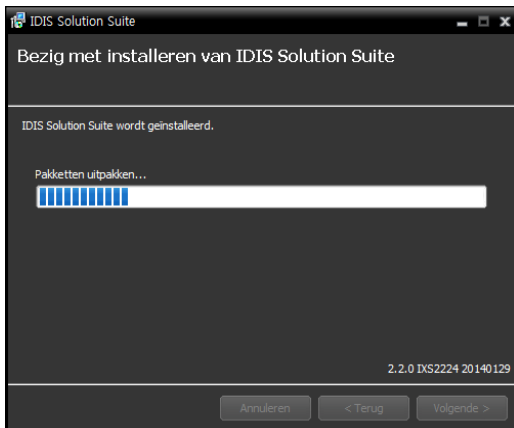 IDIS Solution Suite
Bezig met installeren van IDIS Solution Suite
IDIS Solution Suite wordt geïnstalleerd.
Pakketten uitpakken...
2.2.0 IXS2224 20140129
Annuleren < Terug Volgende >